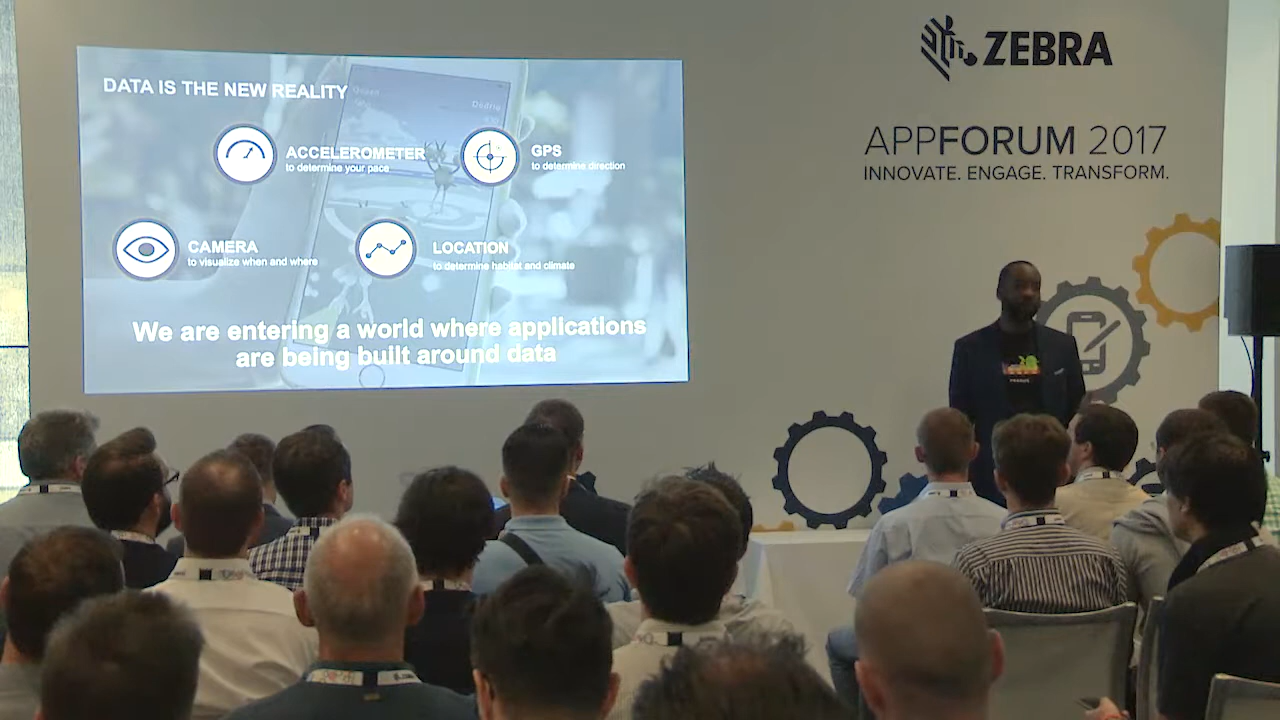 DATA IS THE NEW REALITY
ACCELEROMETER
to determine your pace
GPS
to determine direction
CAMERA
to visualize when and where
LOCATION
to determine habitat and climate
We are entering a world where applications
are being built around data
ZEBRA
APPFORUM 2017
INNOVATE. ENGAGE. TRANSFORM.